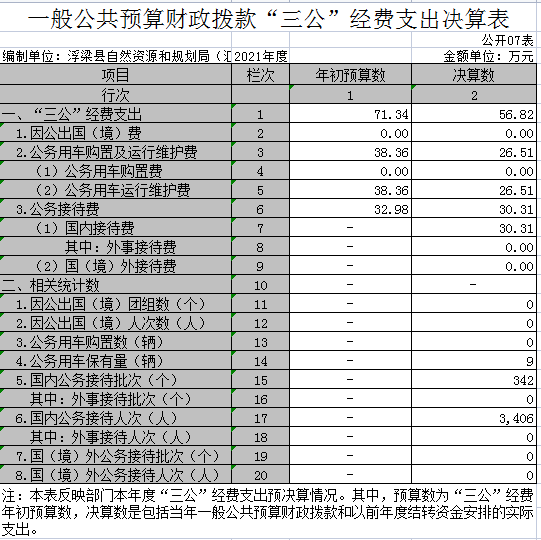 一般公共预算财政拨款“三公”经费支出决算表
公开07表
编制单位：浮梁县自然资源和规划局（汇 2021年度 金额单位：万元
项目 栏次 年初预算数 决算数
行次 1 2
一、“三公”经费支出 1 71.34 56.82
1.因公出国（境）费 2 0.00 0.00
2.公务用车购置及运行维护费 3 38.36 26.51
（1）公务用车购置费 4 0.00 0.00
（2）公务用车运行维护费 5 38.36 26.51
3.公务接待费 6 32.98 30.31
（1）国内接待费 7 - 30.31
其中：外事接待费 8 - 0.00
（2）国（境）外接待费 9 - 0.00
二、相关统计数 10 - -
1.因公出国（境）团组数（个） 11 - 0
2.因公出国（境）人次数（人） 12 - 0
3.公务用车购置数（辆） 13 - 0
4.公务用车保有量（辆） 14 - 9
5.国内公务接待批次（个） 15 - 342
其中：外事接待批次（个） 16 - 0
6.国内公务接待人次（人） 17 - 3,406
其中：外事接待人次（人） 18 - 0
7.国（境）外公务接待批次（个） 19 - 0
8.国（境）外公务接待人次（人） 20 - 0
注：本表反映部门本年度“三公”经费支出预决算情况。其中，预算数为“三公”经费
年初预算数，决算数是包括当年一般公共预算财政拨款和以前年度结转资金安排的实际
支出。